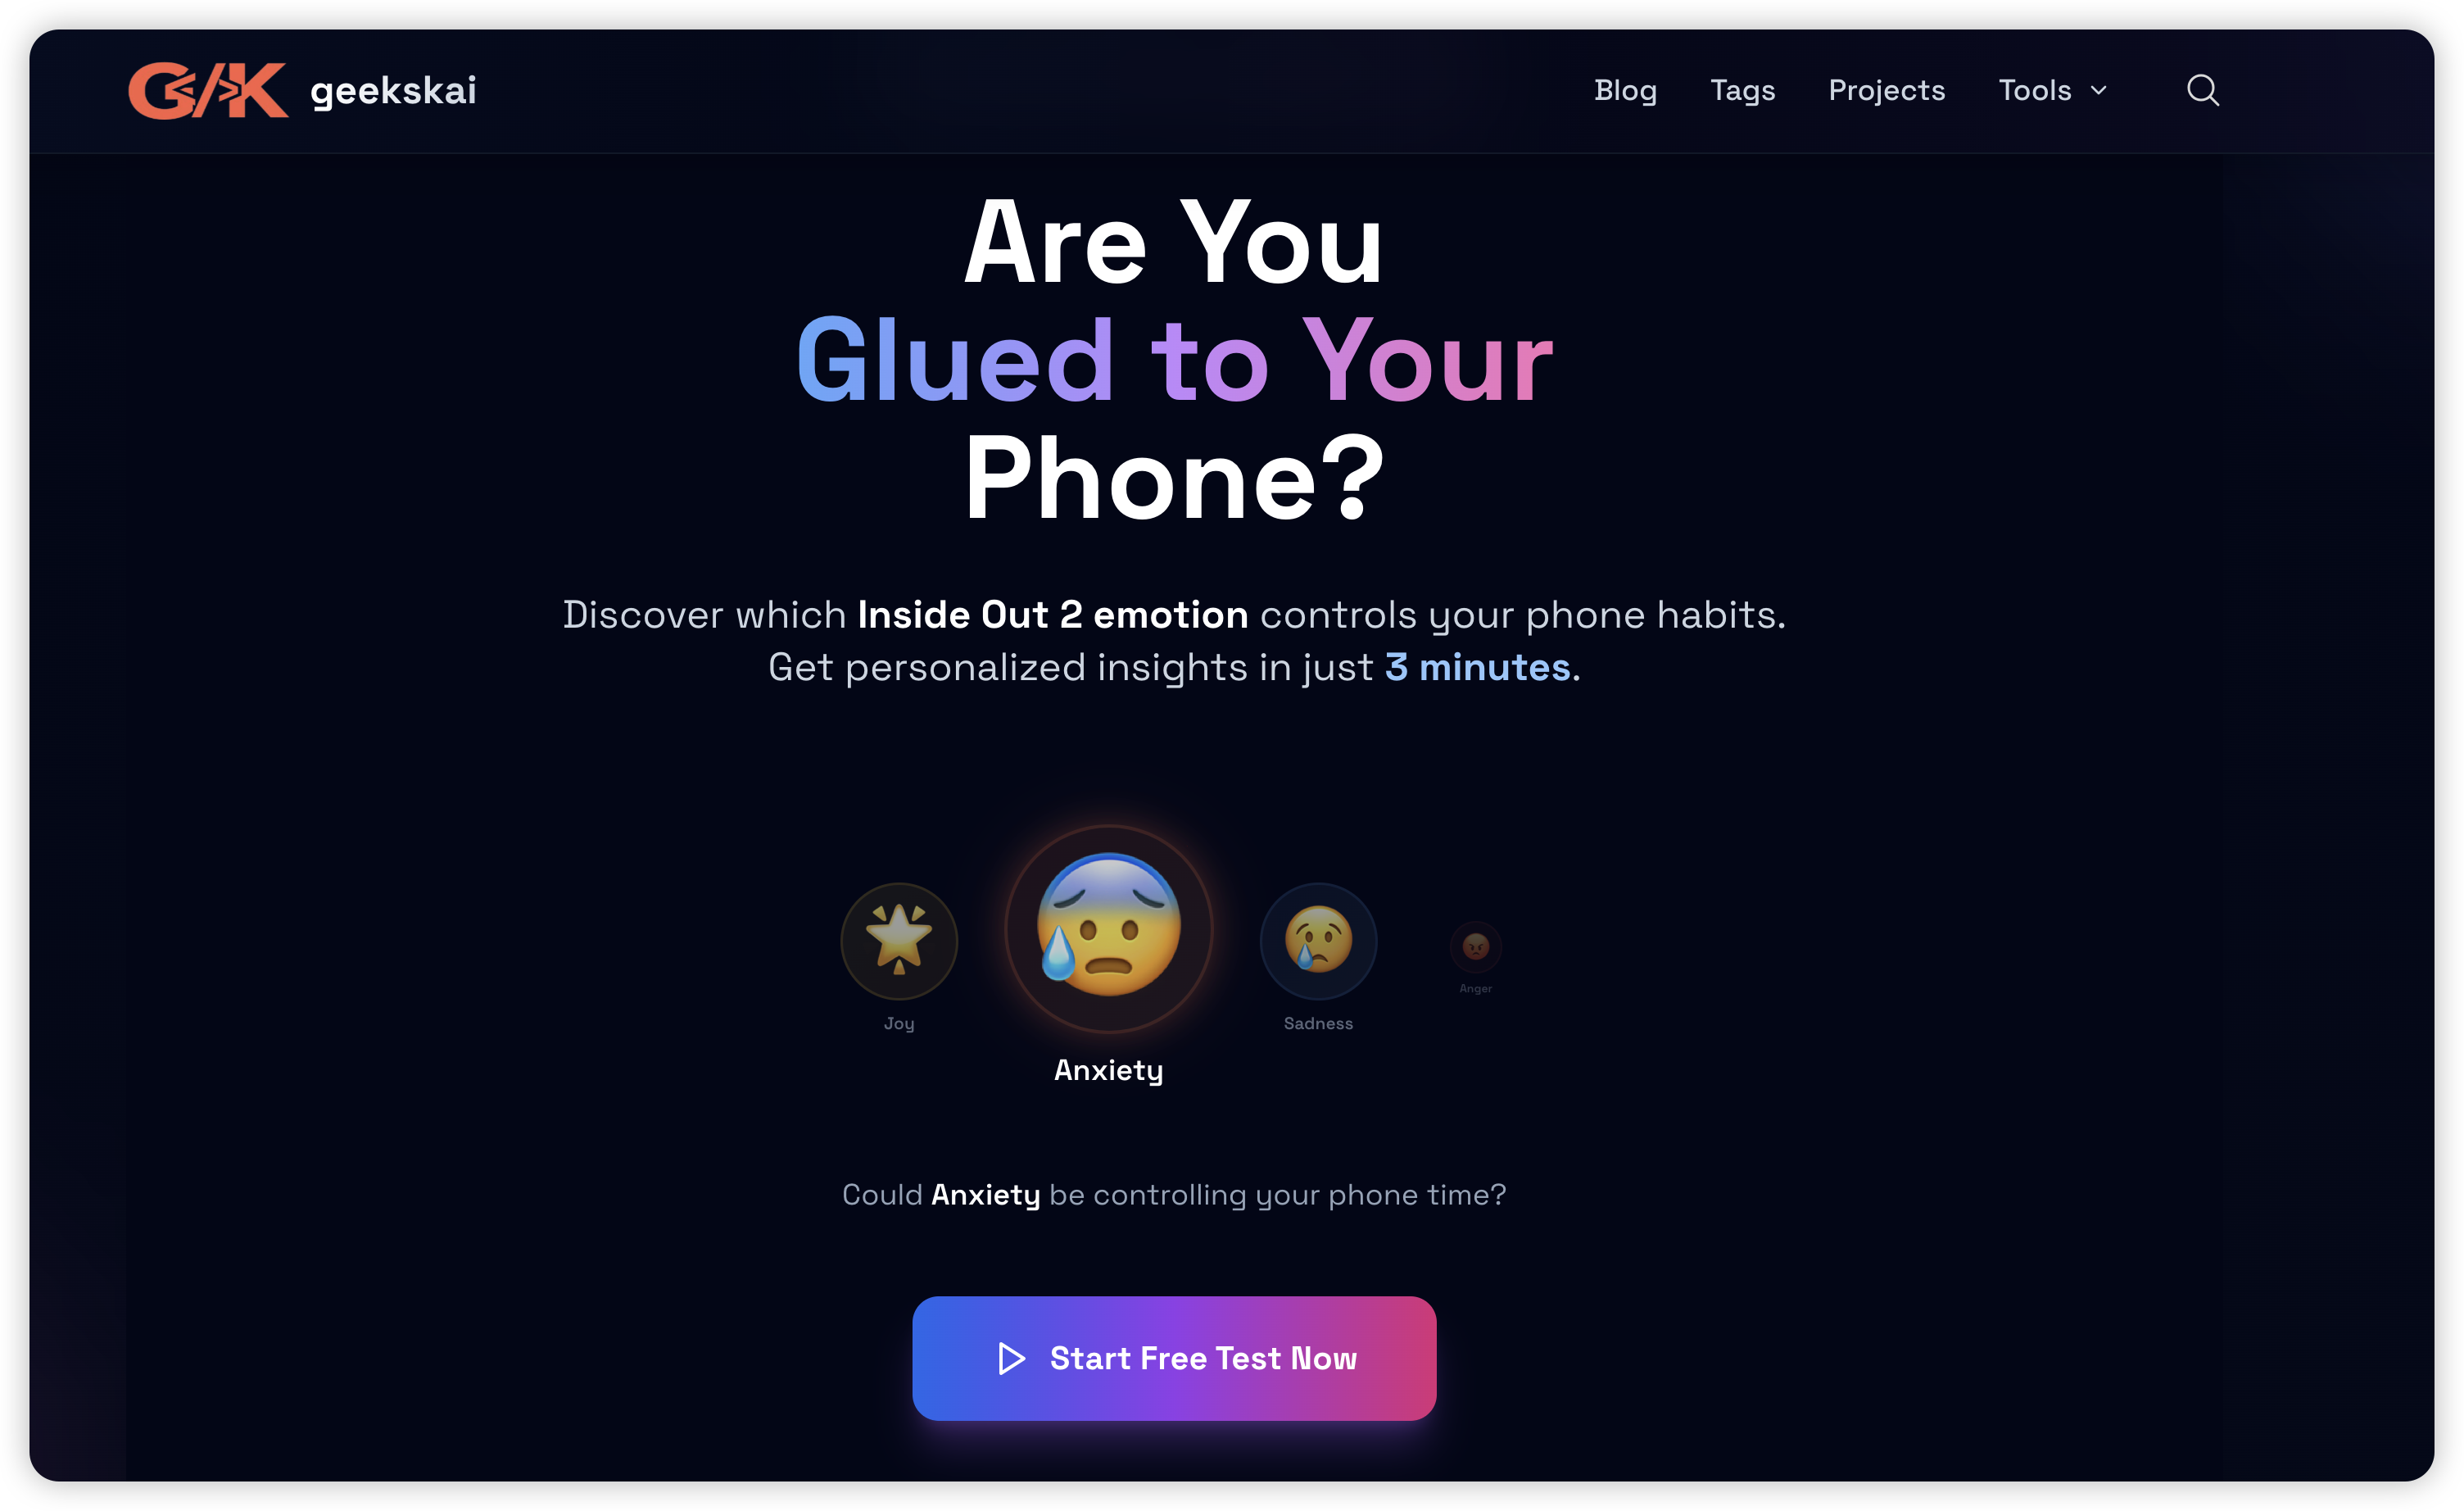 G</>K geekskai
Blog Tags Projects Tools
Are You
Glued to Your
Phone?
Discover which Inside Out 2 emotion controls your phone habits.
Get personalized insights in just 3 minutes.
Joy
Anxiety
Sadness
Anger
Could Anxiety be controlling your phone time?
Start Free Test Now